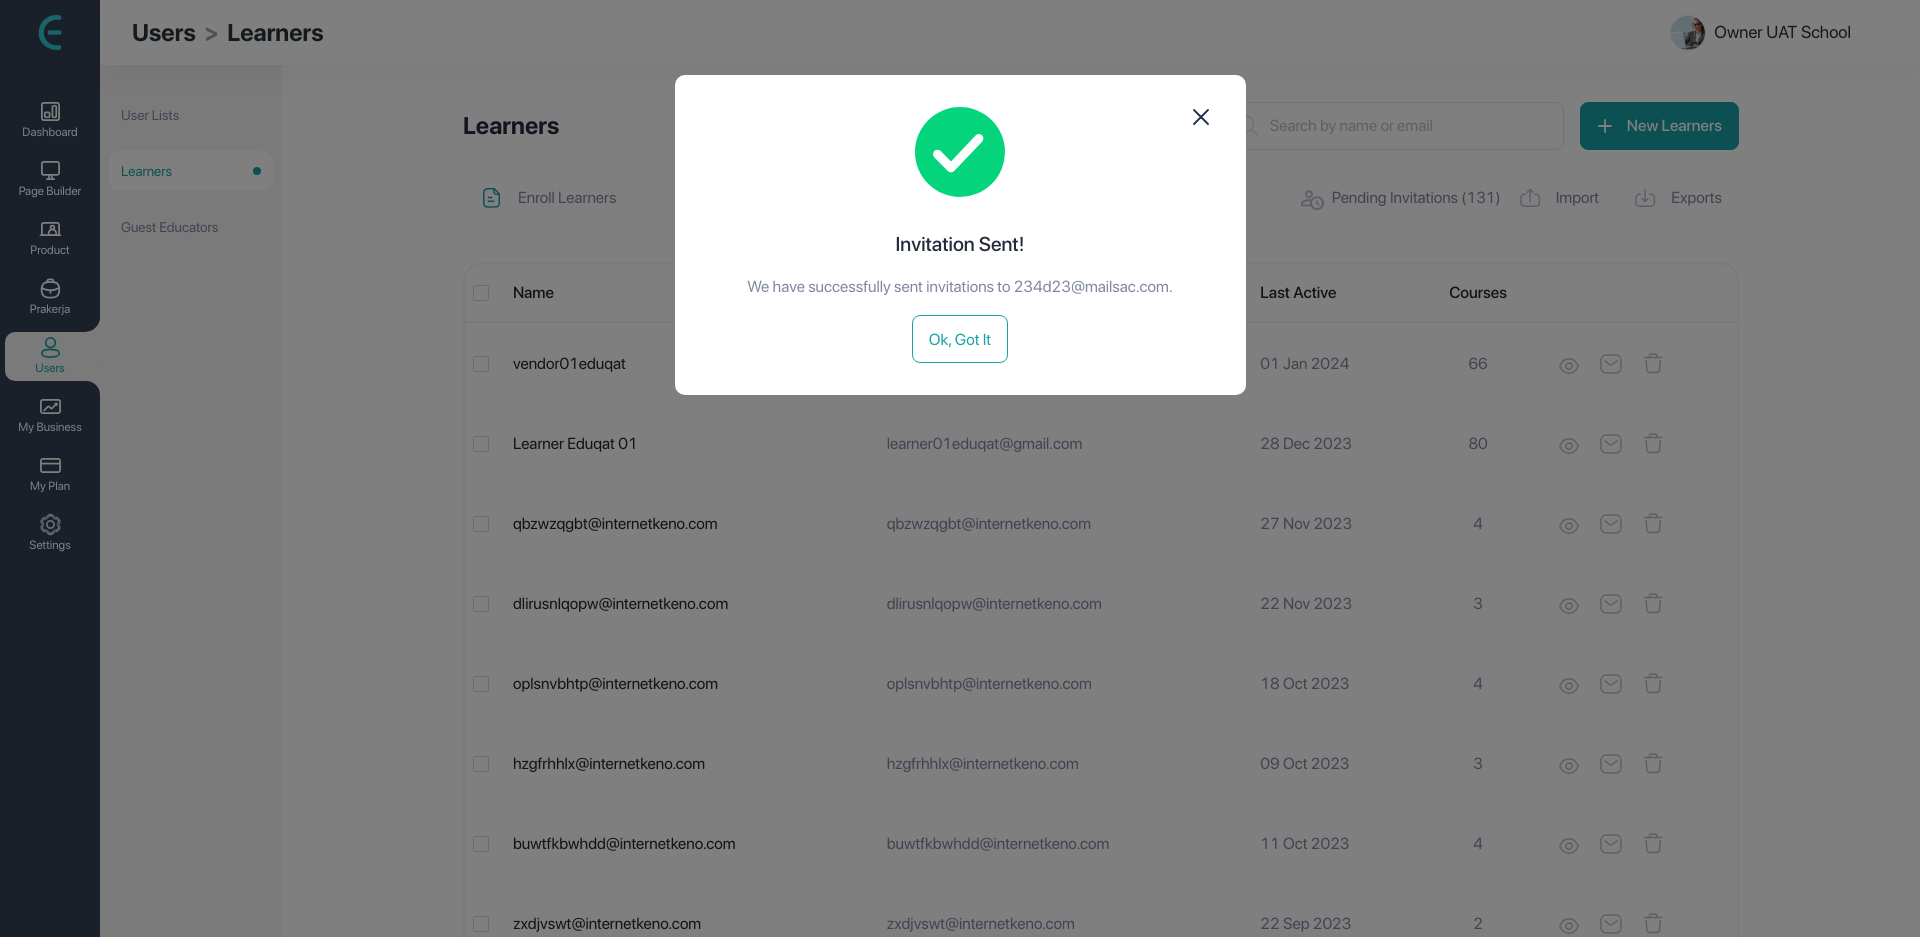 Users > Learners
Owner UAT School
Dashboard
Page Builder
Product
Prakerja
Users
My Business
My Plan
Settings
User Lists
Learners
Guest Educators
Learners
Search by name or email
New Learners
Enroll Learners
Pending Invitations (131)
Import
Exports
Invitation Sent!
We have successfully sent invitations to 234d23@mailsac.com.
Ok, Got It
Name Last Active Courses
vendor01eduqat 01 Jan 2024 66
Learner Eduqat 01 learner01eduqat@gmail.com 28 Dec 2023 80
qbzwzqgbt@internetkeno.com qbzwzqgbt@internetkeno.com 27 Nov 2023 4
dlirusnlqopw@internetkeno.com dlirusnlqopw@internetkeno.com 22 Nov 2023 3
oplsnvbhtp@internetkeno.com oplsnvbhtp@internetkeno.com 18 Oct 2023 4
hzgfrhhlx@internetkeno.com hzgfrhhlx@internetkeno.com 09 Oct 2023 3
buwtfkbwhdd@internetkeno.com buwtfkbwhdd@internetkeno.com 11 Oct 2023 4
zxdjvswt@internetkeno.com zxdjvswt@internetkeno.com 22 Sep 2023 2